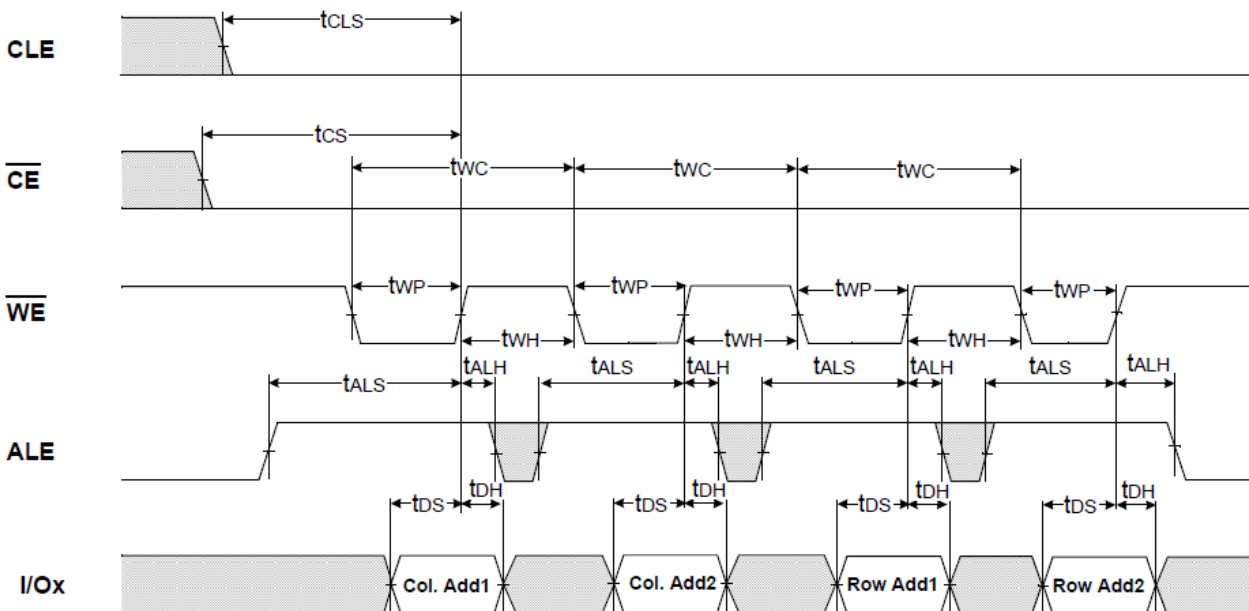 CLE
tCLS
CE
tCS
tWC
tWC
tWC
WE
tWP
tWP
tWP
tWP
tWH
tWH
tWH
ALE
tALS
tALH
tALS
tALH
tALS
tALH
tALS
tALH
tDS
tDH
tDS
tDH
tDS
tDH
tDS
tDH
I/Ox
Col. Add1
Col. Add2
Row Add1
Row Add2